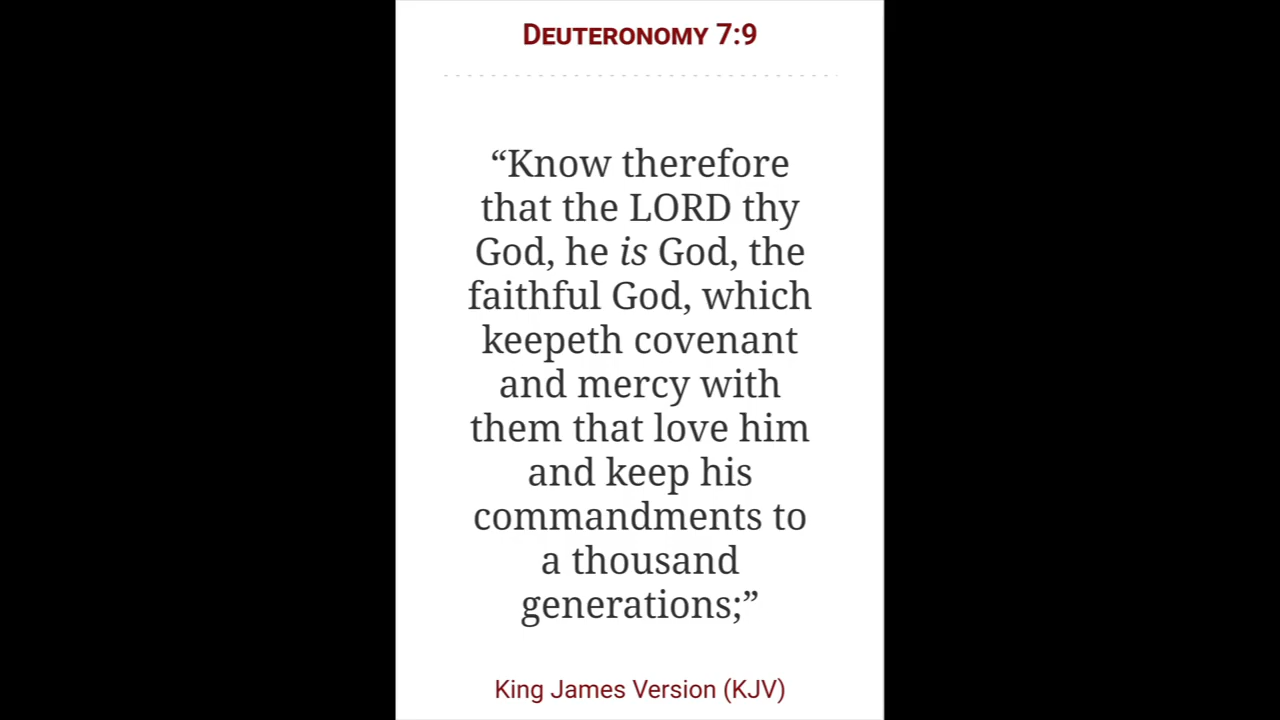 Deuteronomy 7:9
“Know therefore
that the LORD thy
God, he is God, the
faithful God, which
keepeth covenant
and mercy with
them that love him
and keep his
commandments to
a thousand
generations;”
King James Version (KJV)